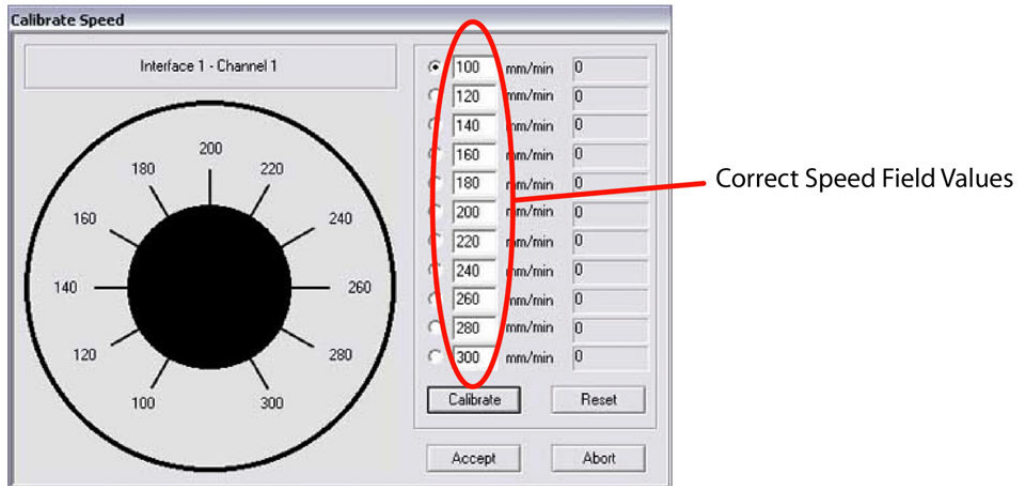 Calibrate Speed
Interface 1 - Channel 1
200
180
220
160
240
140
260
120
280
100
300
100 mm/min 0
120 mm/min 0
140 mm/min 0
160 mm/min 0
180 mm/min 0
200 mm/min 0
220 mm/min 0
240 mm/min 0
260 mm/min 0
280 mm/min 0
300 mm/min 0
Calibrate Reset
Accept Abort
Correct Speed Field Values